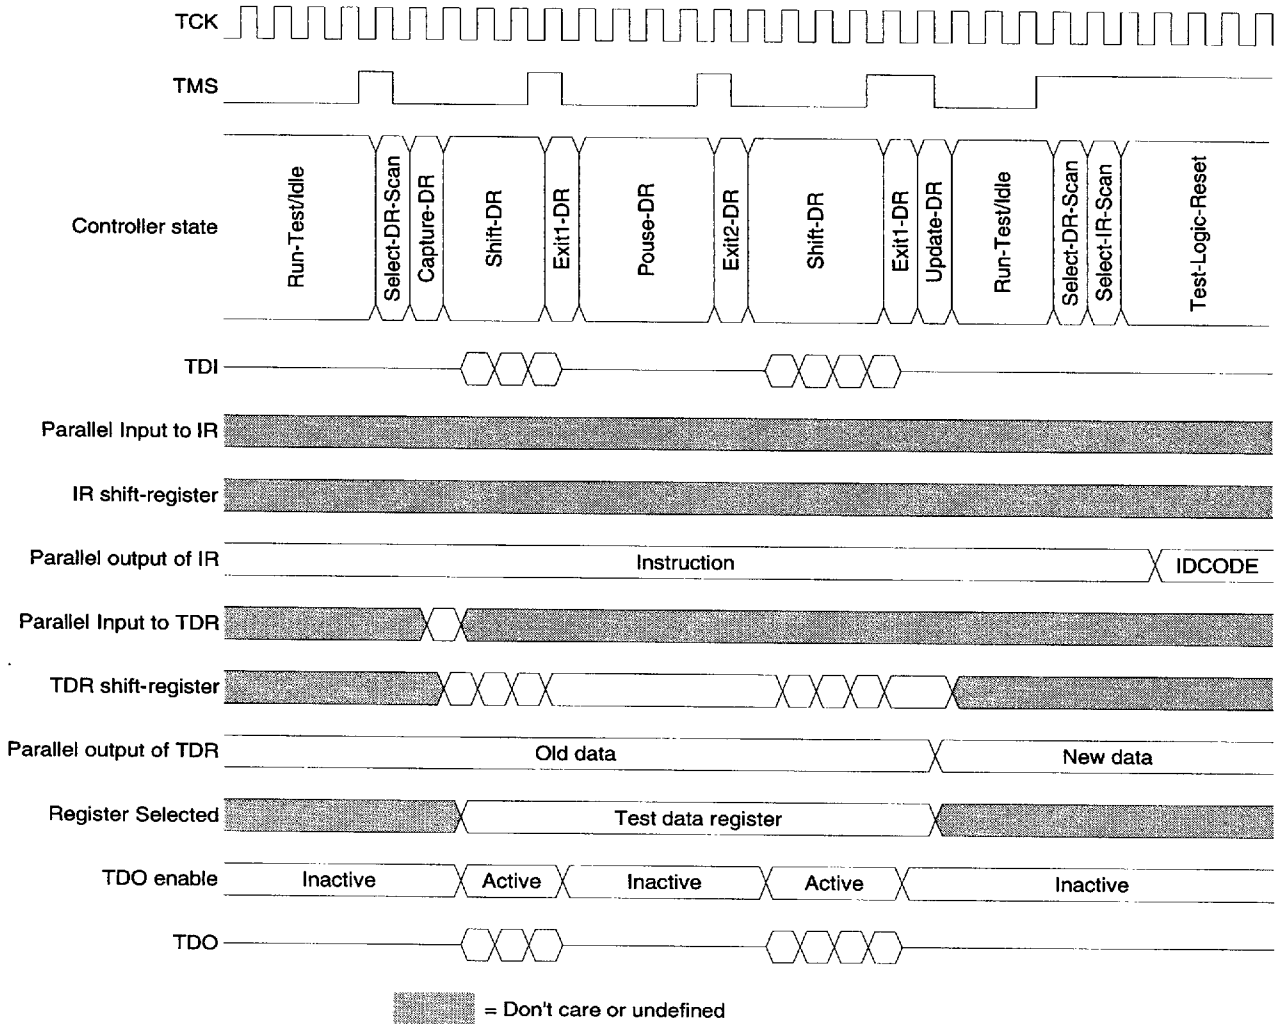 TCK
TMS
Controller state
Run-Test/Idle
Select-DR-Scan
Capture-DR
Shift-DR
Exit1-DR
Pouse-DR
Exit2-DR
Shift-DR
Exit1-DR
Update-DR
Run-Test/Idle
Select-DR-Scan
Select-IR-Scan
Test-Logic-Reset
TDI
Parallel Input to IR
IR shift-register
Parallel output of IR
Instruction
IDCODE
Parallel Input to TDR
TDR shift-register
Parallel output of TDR
Old data
New data
Register Selected
Test data register
TDO enable
Inactive
Active
Inactive
Active
Inactive
TDO
= Don't care or undefined